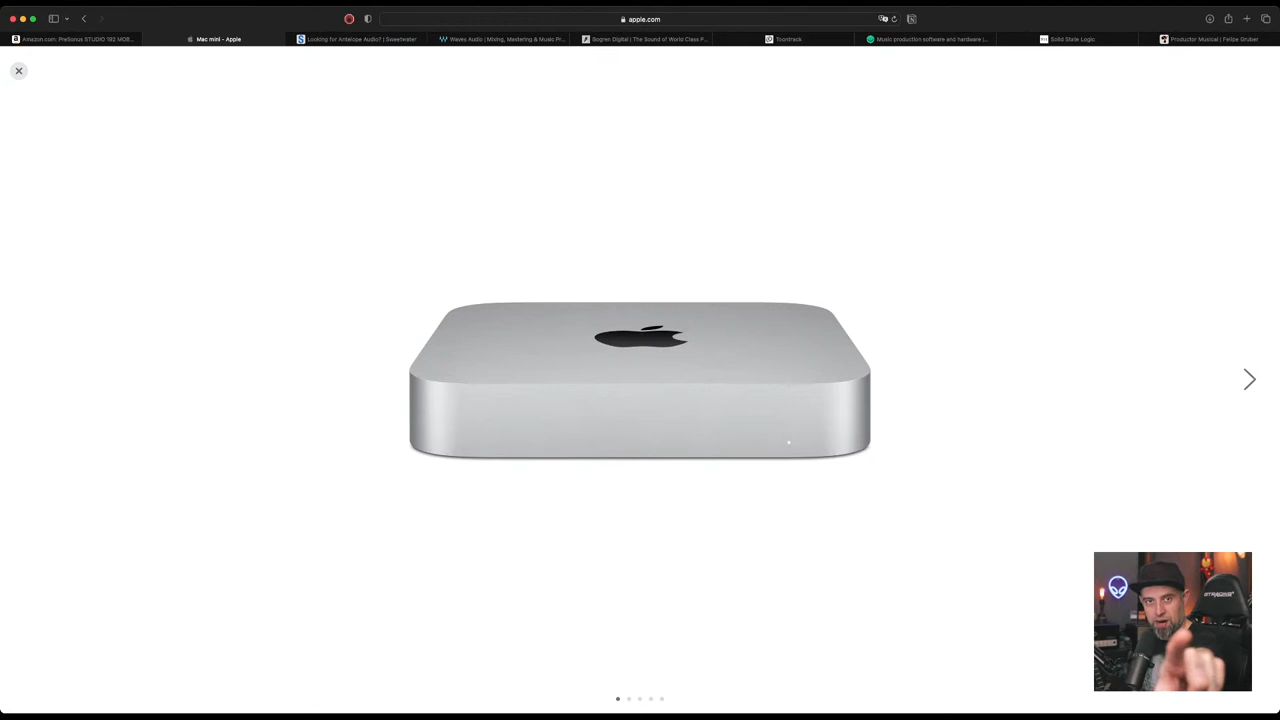 apple.com
Amazon.com: PreSonus STUDIO 192 MOBI...
Mac mini - Apple
Looking for Antelope Audio? | Sweetwater
Waves Audio | Mixing, Mastering & Music Pr...
Bogren Digital | The Sound of World Class P...
Toontrack
Music production software and hardware |...
Solid State Logic
Productor Musical | Felipe Gruber
GTRACING